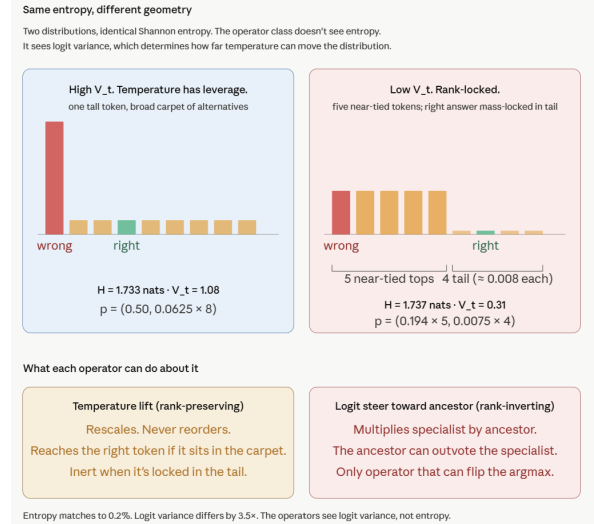 Same entropy, different geometry
Two distributions, identical Shannon entropy. The operator class doesn't see entropy.
It sees logit variance, which determines how far temperature can move the distribution.
High V_t. Temperature has leverage.
one tall token, broad carpet of alternatives
wrong
right
H = 1.733 nats · V_t = 1.08
p = (0.50, 0.0625 × 8)
Low V_t. Rank-locked.
five near-tied tokens; right answer mass-locked in tail
wrong
right
5 near-tied tops
4 tail (≈ 0.008 each)
H = 1.737 nats · V_t = 0.31
p = (0.194 × 5, 0.0075 × 4)
What each operator can do about it
Temperature lift (rank-preserving)
Rescales. Never reorders.
Reaches the right token if it sits in the carpet.
Inert when it's locked in the tail.
Logit steer toward ancestor (rank-inverting)
Multiplies specialist by ancestor.
The ancestor can outvote the specialist.
Only operator that can flip the argmax.
Entropy matches to 0.2%. Logit variance differs by 3.5×. The operators see logit variance, not entropy.